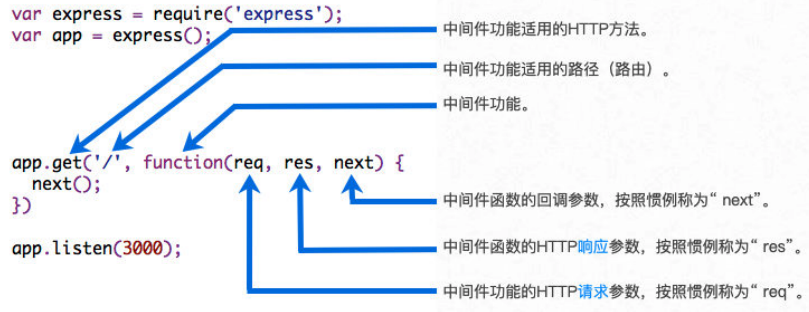 var express = require('express');
var app = express();
中间件功能适用的HTTP方法。
中间件功能适用的路径（路由）。
中间件功能。
app.get('/', function(req, res, next) {
next();
})
中间件函数的回调参数，按照惯例称为“ next”。
app.listen(3000);
中间件函数的HTTP响应参数，按照惯例称为“ res”。
中间件功能的HTTP请求参数，按照惯例称为“ req”。